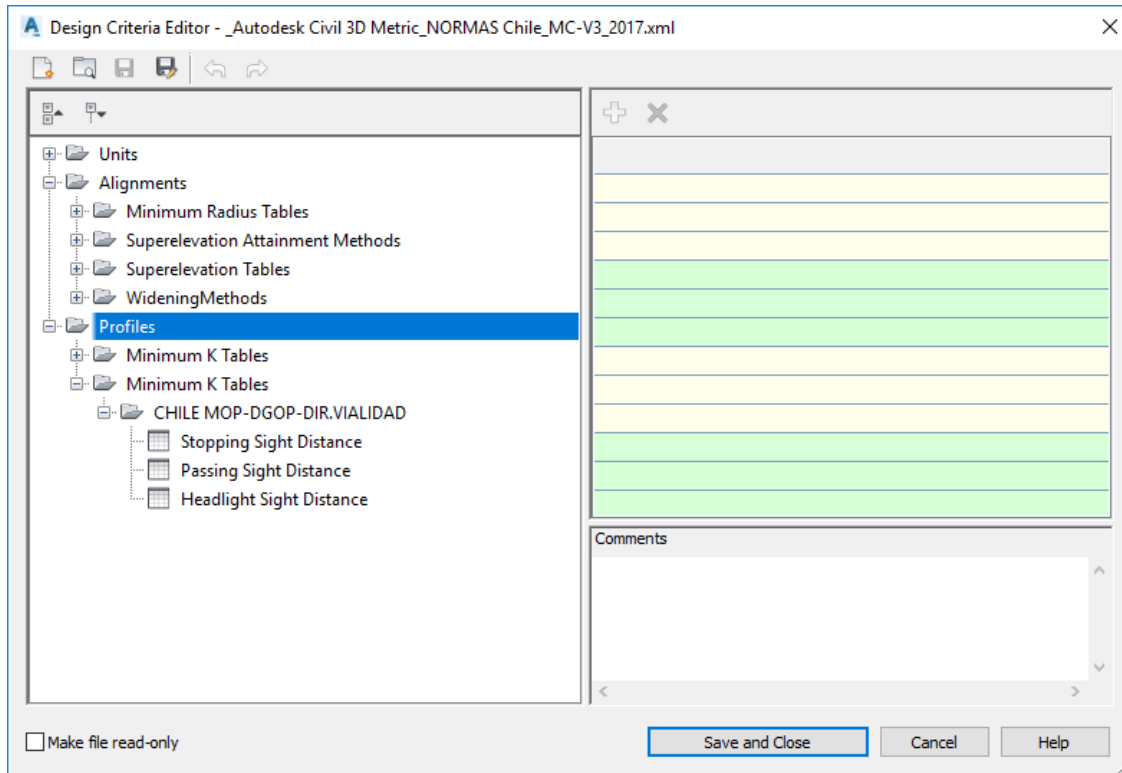 Design Criteria Editor - _Autodesk Civil 3D Metric_NORMAS Chile_MC-V3_2017.xml
Units
Alignments
Minimum Radius Tables
Superelevation Attainment Methods
Superelevation Tables
WideningMethods
Profiles
Minimum K Tables
Minimum K Tables
CHILE MOP-DGOP-DIR.VIALIDAD
Stopping Sight Distance
Passing Sight Distance
Headlight Sight Distance
Comments
Make file read-only
Save and Close
Cancel
Help